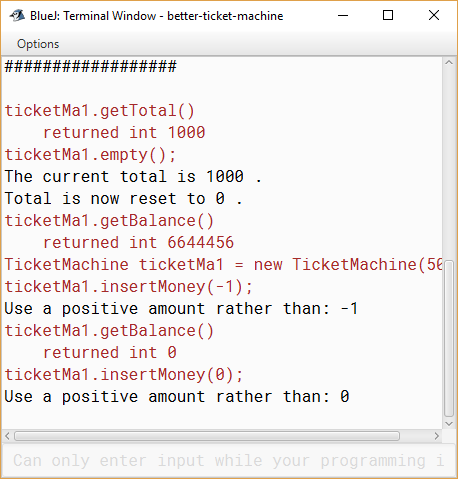 BlueJ: Terminal Window - better-ticket-machine
Options
##################
ticketMa1.getTotal()
returned int 1000
ticketMa1.empty();
The current total is 1000 .
Total is now reset to 0 .
ticketMa1.getBalance()
returned int 6644456
TicketMachine ticketMa1 = new TicketMachine(50
ticketMa1.insertMoney(-1);
Use a positive amount rather than: -1
ticketMa1.getBalance()
returned int 0
ticketMa1.insertMoney(0);
Use a positive amount rather than: 0
Can only enter input while your programming i